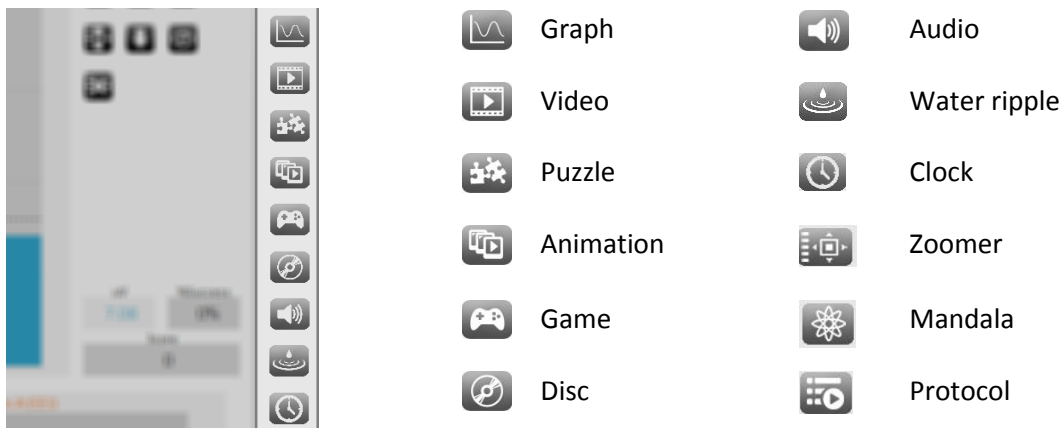 Graph Audio
Video Water ripple
Puzzle Clock
Animation Zoomer
Game Mandala
Disc Protocol